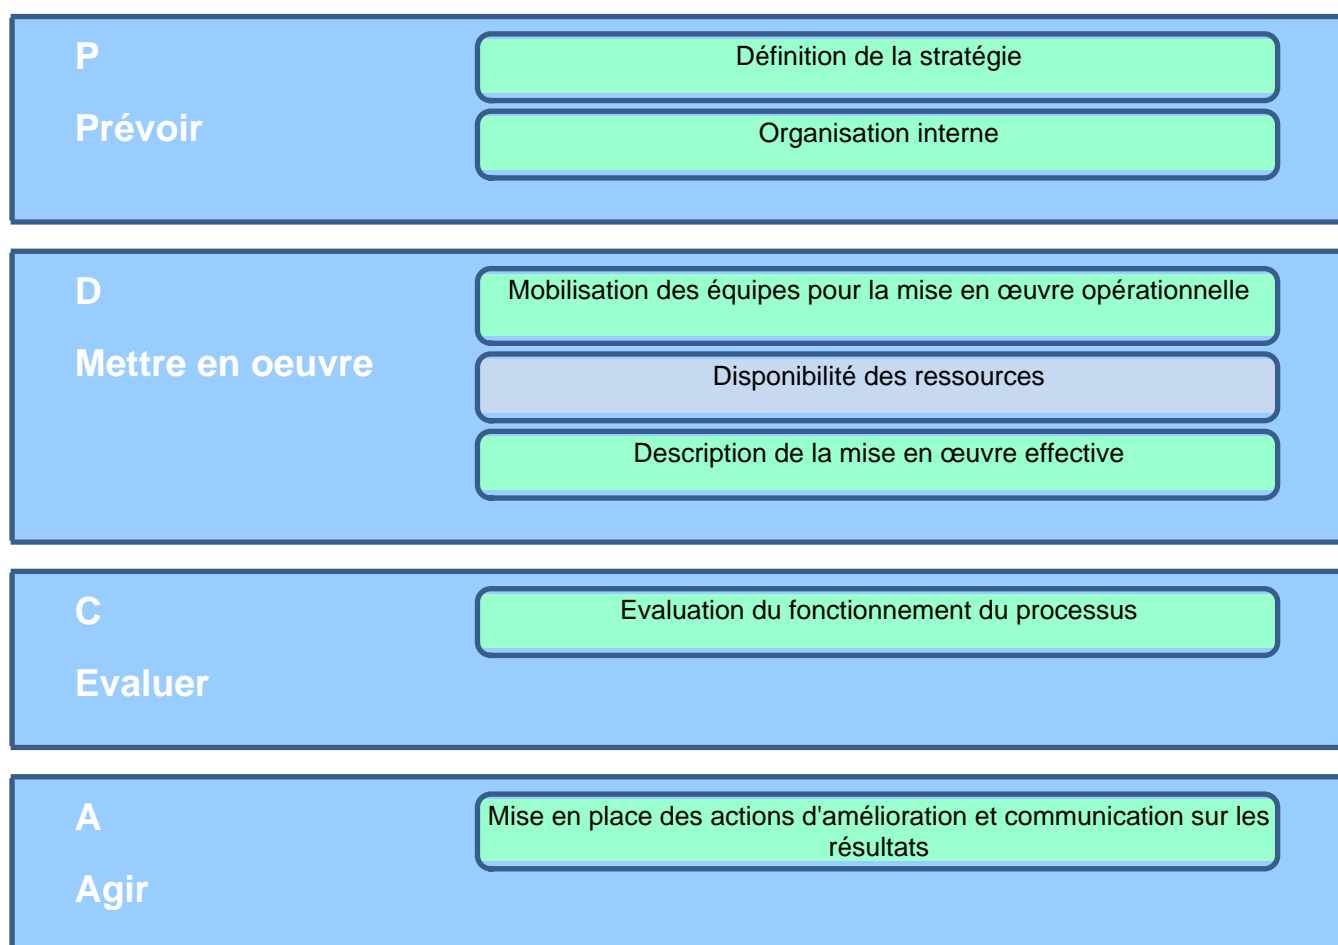 P
Prévoir
Définition de la stratégie
Organisation interne
D
Mettre en oeuvre
Mobilisation des équipes pour la mise en œuvre opérationnelle
Disponibilité des ressources
Description de la mise en œuvre effective
C
Evaluer
Evaluation du fonctionnement du processus
A
Agir
Mise en place des actions d'amélioration et communication sur les
résultats